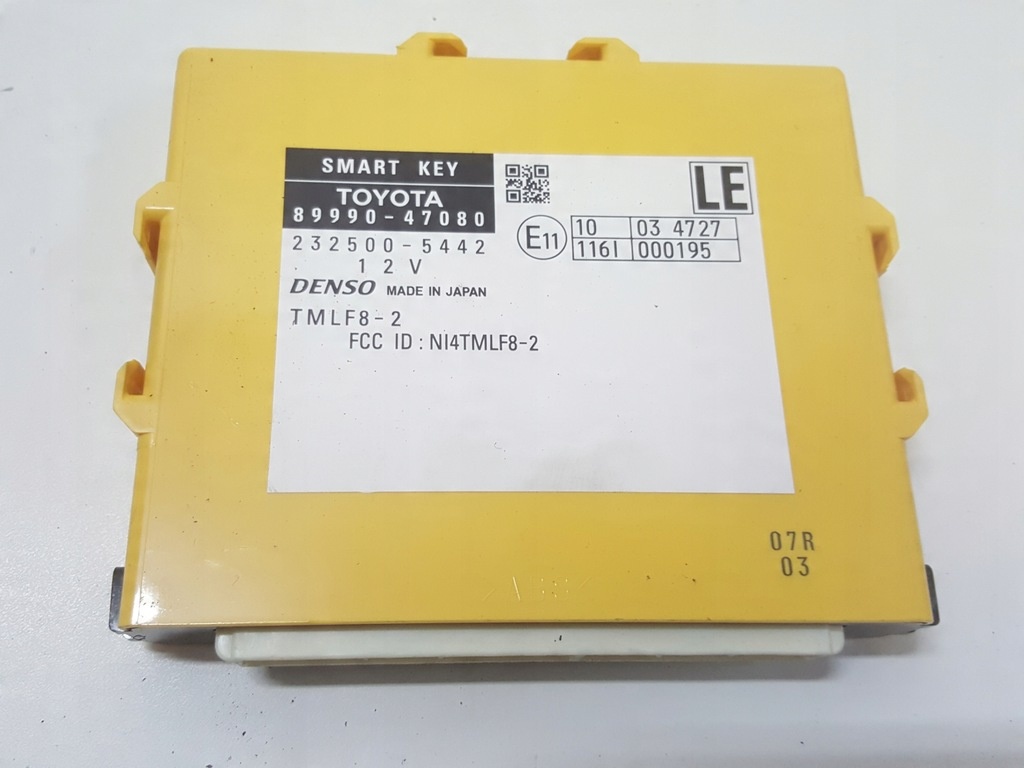 SMART KEY
TOYOTA
89990-47080
232500-5442
12V
DENSO MADE IN JAPAN
TMLF8-2
FCC ID : NI4TMLF8-2
LE
E11
10 03 4727
116I 000195
07R
03